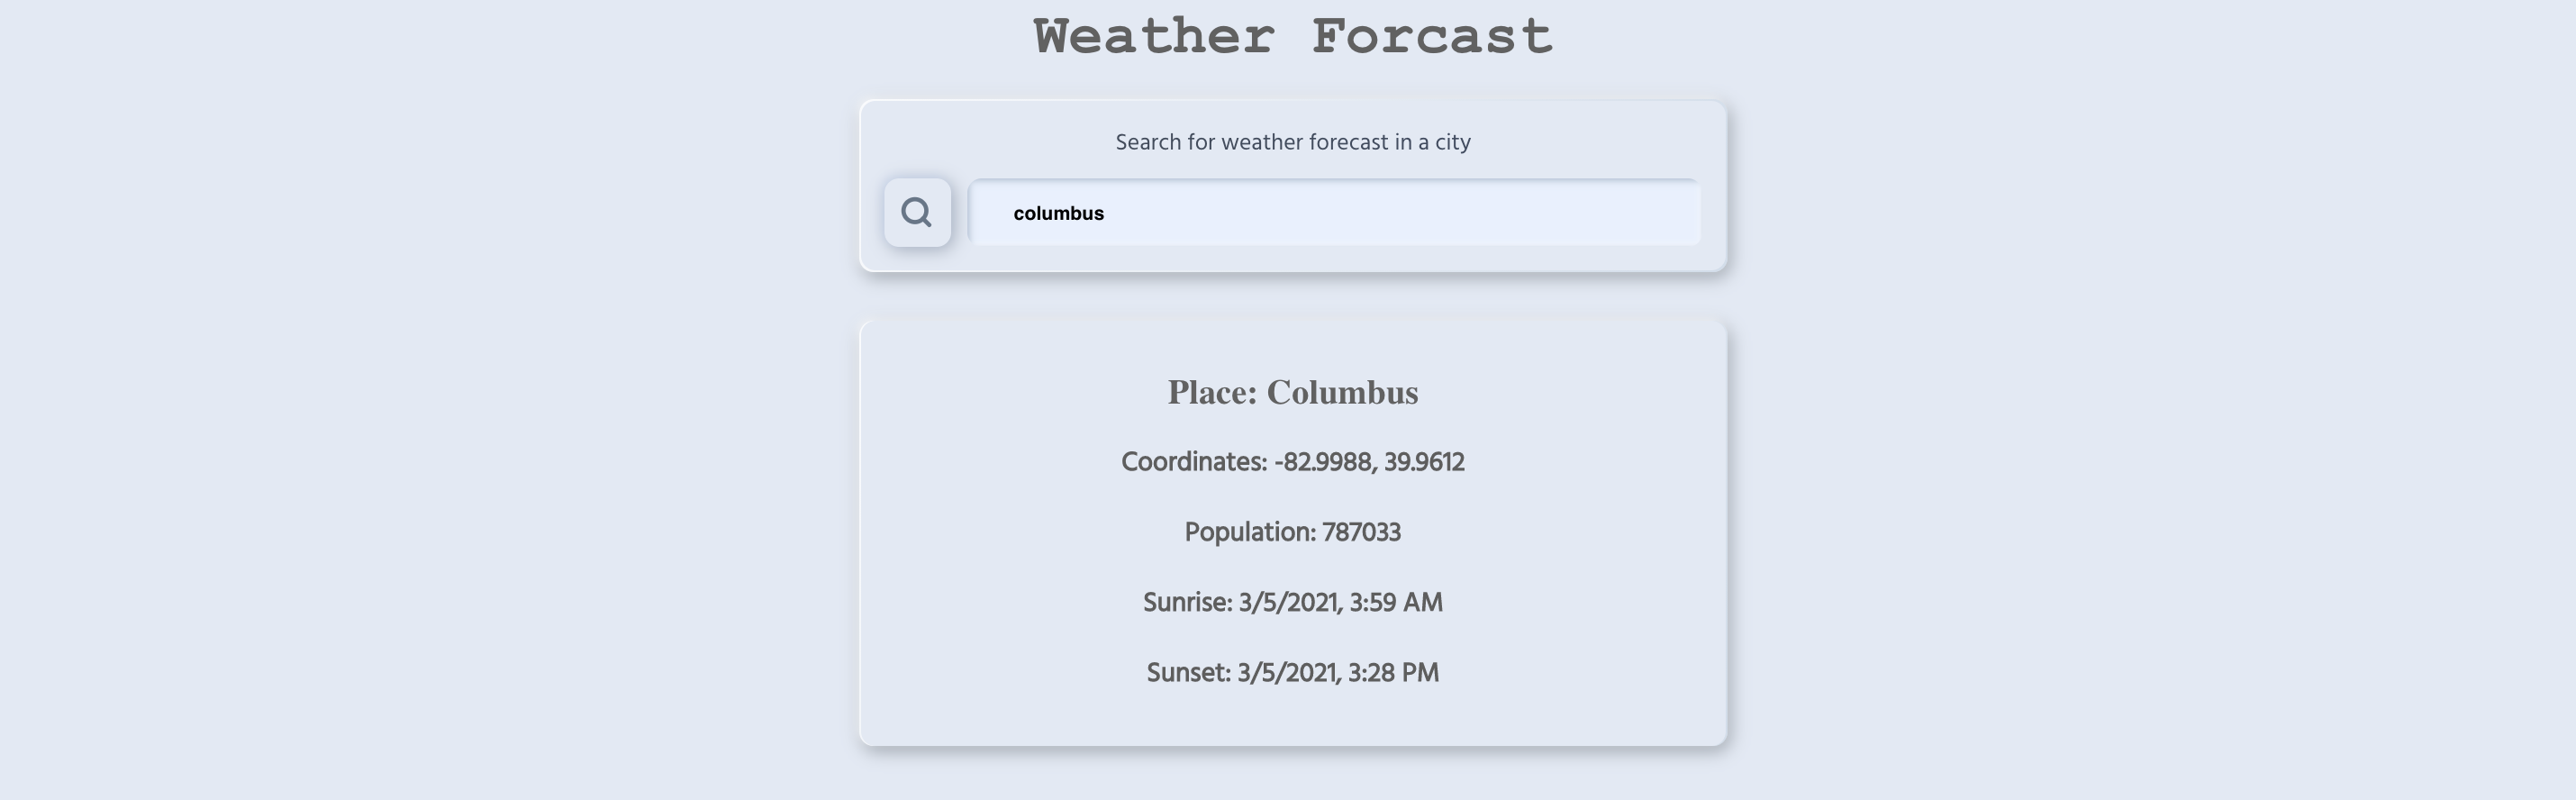 Weather Forcast
Search for weather forecast in a city
columbus
Place: Columbus
Coordinates: -82.9988, 39.9612
Population: 787033
Sunrise: 3/5/2021, 3:59 AM
Sunset: 3/5/2021, 3:28 PM